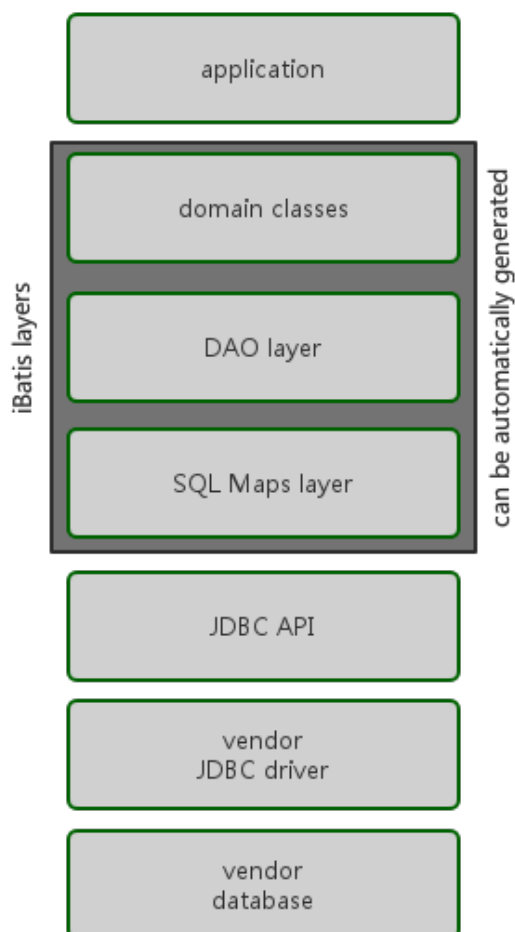 application
domain classes
iBatis layers
can be automatically generated
DAO layer
SQL Maps layer
JDBC API
vendor
JDBC driver
vendor
database